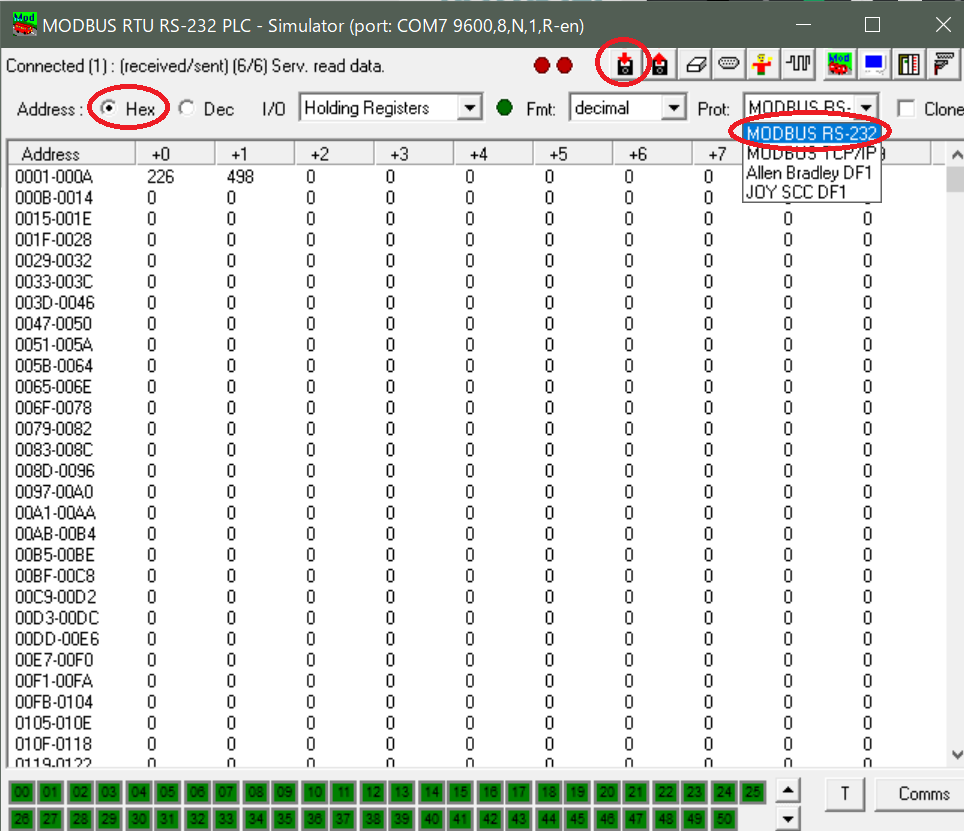 MODBUS RTU RS-232 PLC - Simulator (port: COM7 9600,8,N,1,R-en)
Connected (1) : (received/sent) (6/6) Serv. read data.
Address : Hex Dec I/O Holding Registers Fmt: decimal Prot: MODBUS RS- Clone
MODBUS RS-232
MODBUS TCP/IP
Allen Bradley DF1
JOY SCC DF1
Address +0 +1 +2 +3 +4 +5 +6 +7
0001-000A 226 498 0 0 0 0 0
000B-0014 0 0 0 0 0 0 0 0 0
0015-001E 0 0 0 0 0 0 0 0 0
001F-0028 0 0 0 0 0 0 0 0 0
0029-0032 0 0 0 0 0 0 0 0 0
0033-003C 0 0 0 0 0 0 0 0 0
003D-0046 0 0 0 0 0 0 0 0 0
0047-0050 0 0 0 0 0 0 0 0 0
0051-005A 0 0 0 0 0 0 0 0 0
005B-0064 0 0 0 0 0 0 0 0 0
0065-006E 0 0 0 0 0 0 0 0 0
006F-0078 0 0 0 0 0 0 0 0 0
0079-0082 0 0 0 0 0 0 0 0 0
0083-008C 0 0 0 0 0 0 0 0 0
008D-0096 0 0 0 0 0 0 0 0 0
0097-00A0 0 0 0 0 0 0 0 0 0
00A1-00AA 0 0 0 0 0 0 0 0 0
00AB-00B4 0 0 0 0 0 0 0 0 0
00B5-00BE 0 0 0 0 0 0 0 0 0
00BF-00C8 0 0 0 0 0 0 0 0 0
00C9-00D2 0 0 0 0 0 0 0 0 0
00D3-00DC 0 0 0 0 0 0 0 0 0
00DD-00E6 0 0 0 0 0 0 0 0 0
00E7-00F0 0 0 0 0 0 0 0 0 0
00F1-00FA 0 0 0 0 0 0 0 0 0
00FB-0104 0 0 0 0 0 0 0 0 0
0105-010E 0 0 0 0 0 0 0 0 0
010F-0118 0 0 0 0 0 0 0 0 0
0119-0122 0 0 0 0 0 0 0 0 0
00 01 02 03 04 05 06 07 08 09 10 11 12 13 14 15 16 17 18 19 20 21 22 23 24 25 T Comms
26 27 28 29 30 31 32 33 34 35 36 37 38 39 40 41 42 43 44 45 46 47 48 49 50